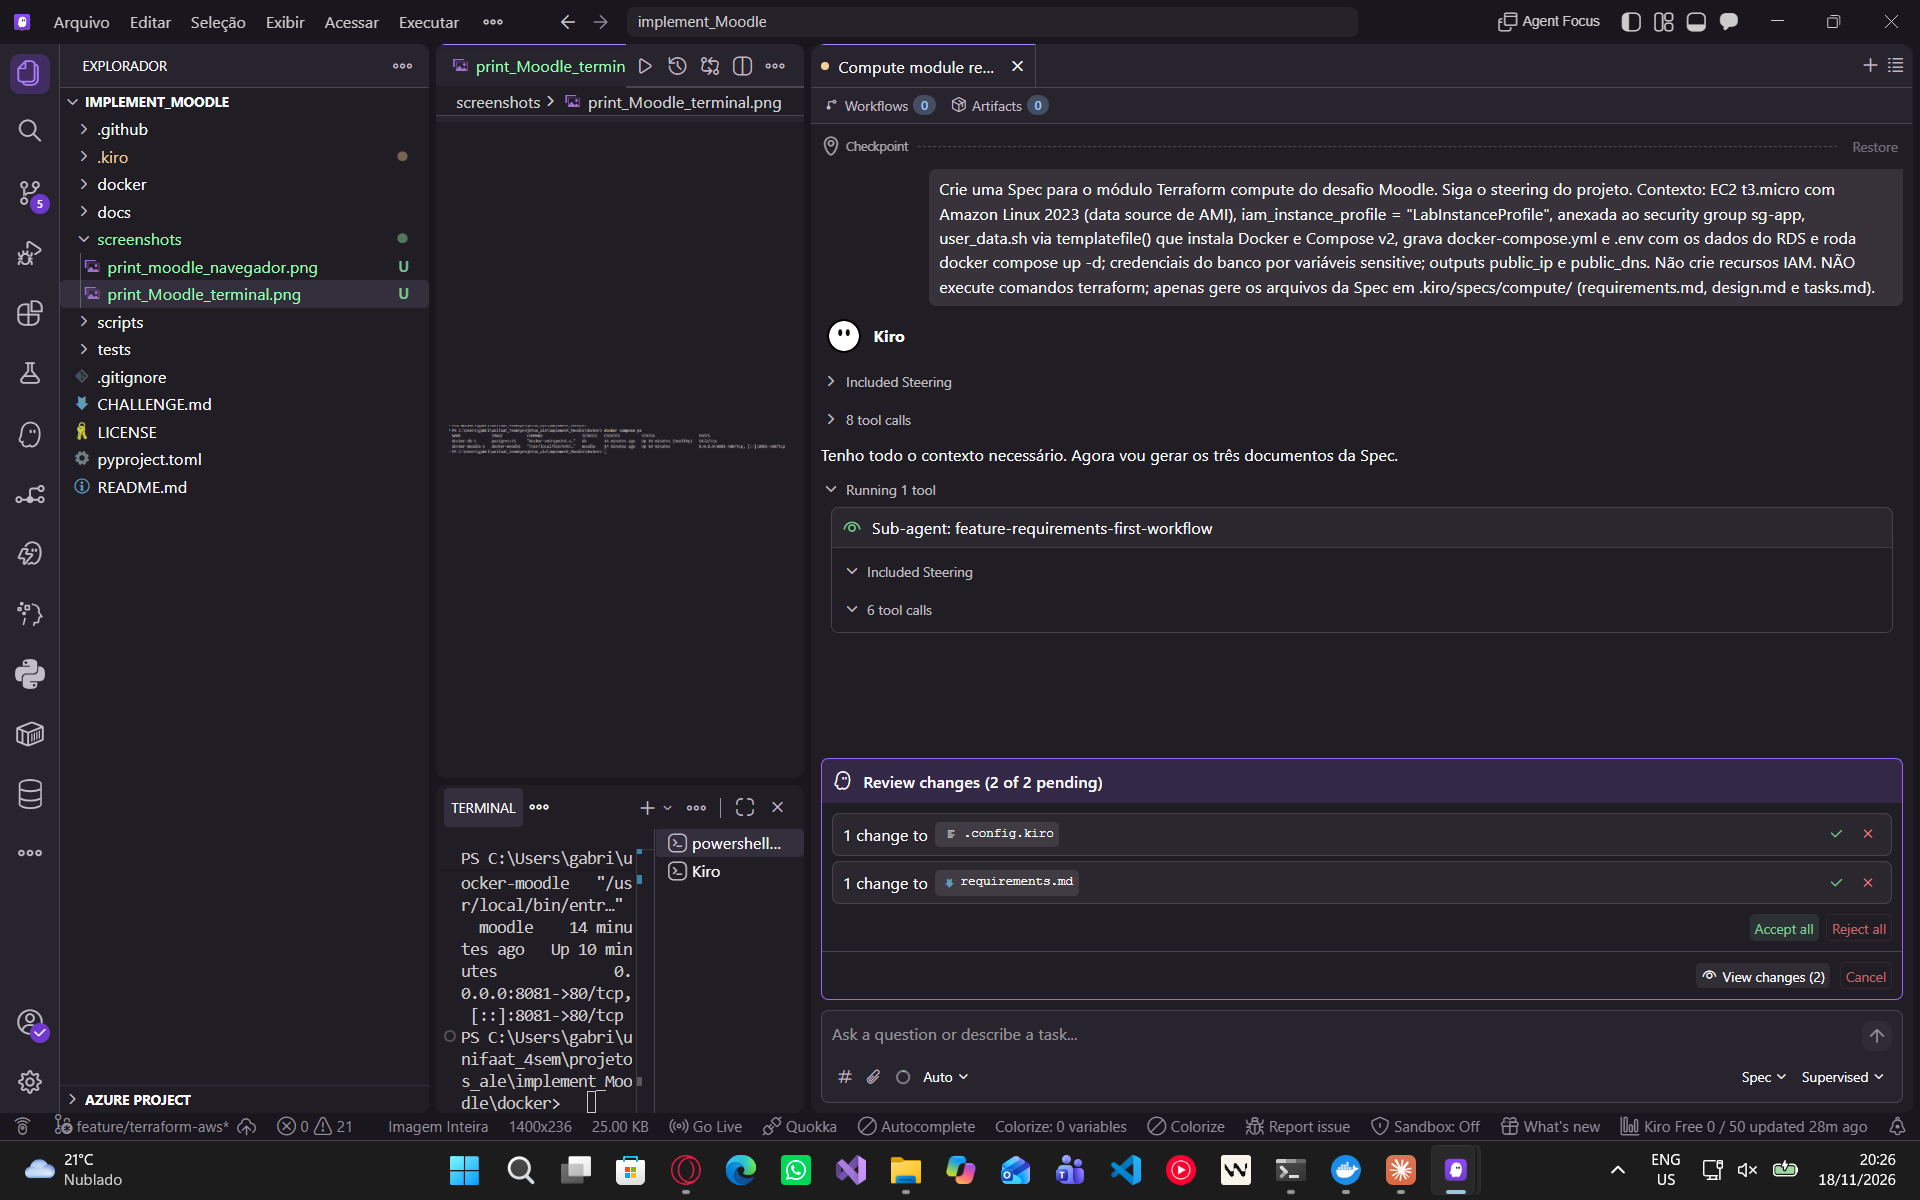 Arquivo Editar Seleção Exibir Acessar Executar
implement_Moodle
Agent Focus
EXPLORADOR
IMPLEMENT_MOODLE
.github
.kiro
docker
docs
screenshots
print_moodle_navegador.png U
print_Moodle_terminal.png U
scripts
tests
.gitignore
CHALLENGE.md
LICENSE
pyproject.toml
README.md
AZURE PROJECT
5
print_Moodle_termin
screenshots > print_Moodle_terminal.png
TERMINAL
powershell...
Kiro
PS C:\Users\gabri\u
ocker-moodle "/us
r/local/bin/entr…"
moodle 14 minu
tes ago Up 10 min
utes 0.
0.0.0:8081->80/tcp,
[::]:8081->80/tcp
PS C:\Users\gabri\u
nifaat_4sem\projeto
s_ale\implement_Moo
dle\docker>
Compute module re...
Workflows 0 Artifacts 0
Checkpoint Restore
Crie uma Spec para o módulo Terraform compute do desafio Moodle. Siga o steering do projeto. Contexto: EC2 t3.micro com
Amazon Linux 2023 (data source de AMI), iam_instance_profile = "LabInstanceProfile", anexada ao security group sg-app,
user_data.sh via templatefile() que instala Docker e Compose v2, grava docker-compose.yml e .env com os dados do RDS e roda
docker compose up -d; credenciais do banco por variáveis sensitive; outputs public_ip e public_dns. Não crie recursos IAM. NÃO
execute comandos terraform; apenas gere os arquivos da Spec em .kiro/specs/compute/ (requirements.md, design.md e tasks.md).
Kiro
Included Steering
8 tool calls
Tenho todo o contexto necessário. Agora vou gerar os três documentos da Spec.
Running 1 tool
Sub-agent: feature-requirements-first-workflow
Included Steering
6 tool calls
Review changes (2 of 2 pending)
1 change to .config.kiro
1 change to requirements.md
Accept all Reject all
View changes (2) Cancel
Ask a question or describe a task...
Auto
Spec Supervised
feature/terraform-aws* 0 21 Imagem Inteira 1400x236 25.00 KB Go Live Quokka Autocomplete Colorize: 0 variables Colorize Report issue Sandbox: Off What's new Kiro Free 0 / 50 updated 28m ago
21°C
Nublado
ENG
US
20:26
18/11/2026